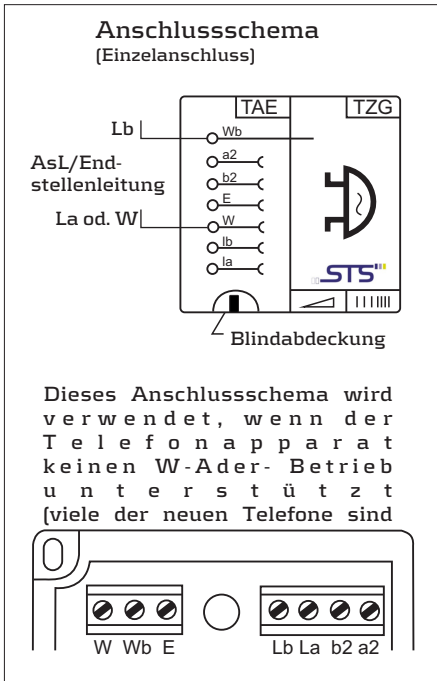 Anschlussschema
(Einzelanschluss)
TAE TZG
Lb
Wb
a2
AsL/End-
stellenleitung
b2
E
La od. W
W
lb
la
STS
Blindabdeckung
Dieses Anschlussschema wird
verwendet, wenn der
Telefonapparat
keinen W-Ader- Betrieb
unterstützt
(viele der neuen Telefone sind
W Wb E Lb La b2 a2